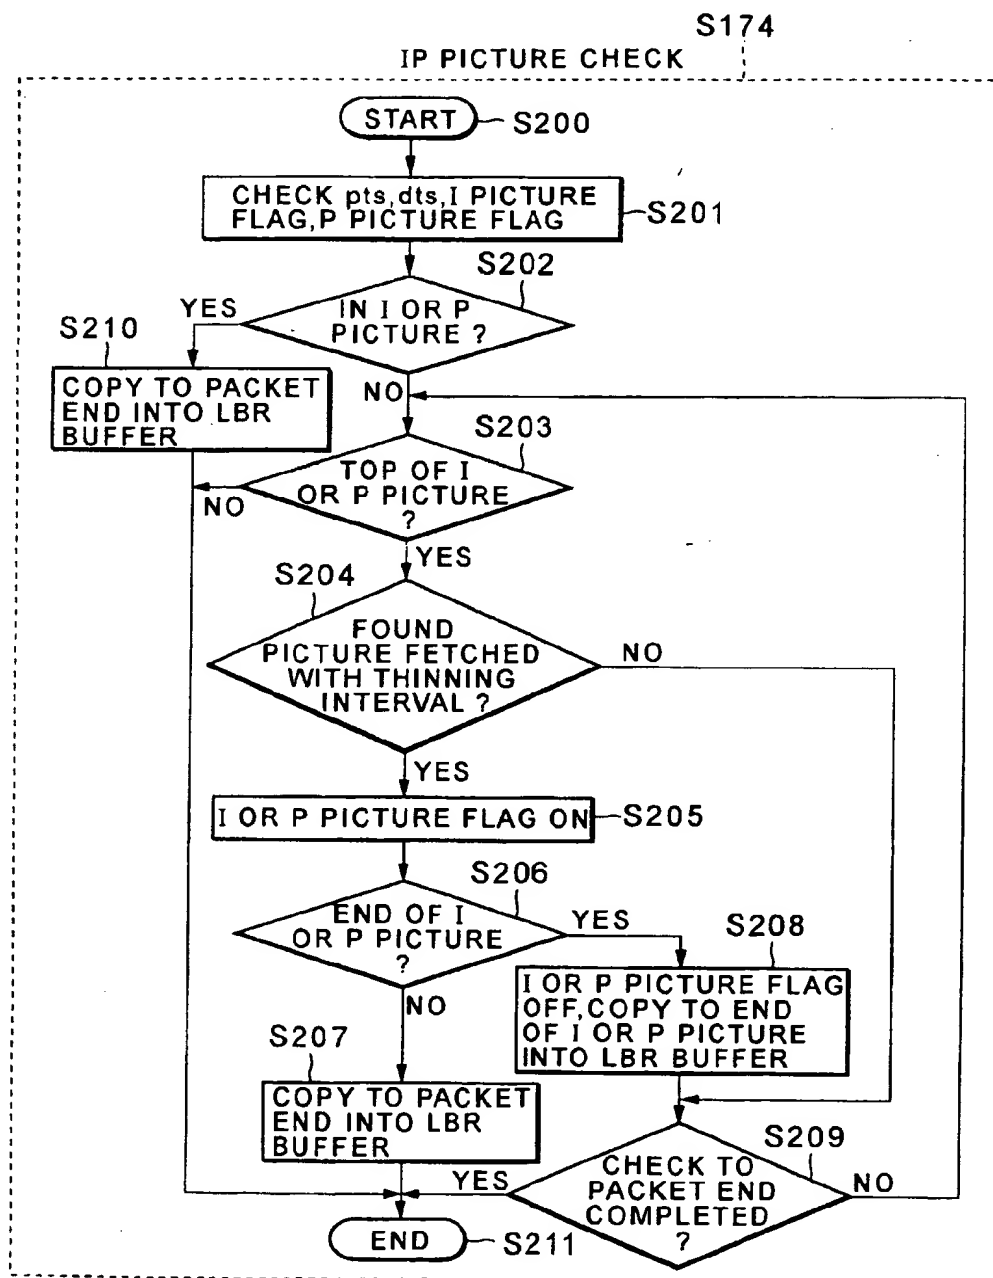 S174
IP PICTURE CHECK
START
S200
CHECK pts,dts,I PICTURE
FLAG,P PICTURE FLAG
S201
S202
IN I OR P
PICTURE ?
YES
S210
COPY TO PACKET
END INTO LBR
BUFFER
NO
S203
TOP OF I
OR P PICTURE
?
NO
YES
S204
FOUND
PICTURE FETCHED
WITH THINNING
INTERVAL ?
NO
YES
I OR P PICTURE FLAG ON
S205
S206
END OF I
OR P PICTURE
?
YES
S208
I OR P PICTURE FLAG
OFF,COPY TO END
OF I OR P PICTURE
INTO LBR BUFFER
NO
S207
COPY TO PACKET
END INTO LBR
BUFFER
S209
CHECK TO
PACKET END
COMPLETED
?
YES
NO
END
S211